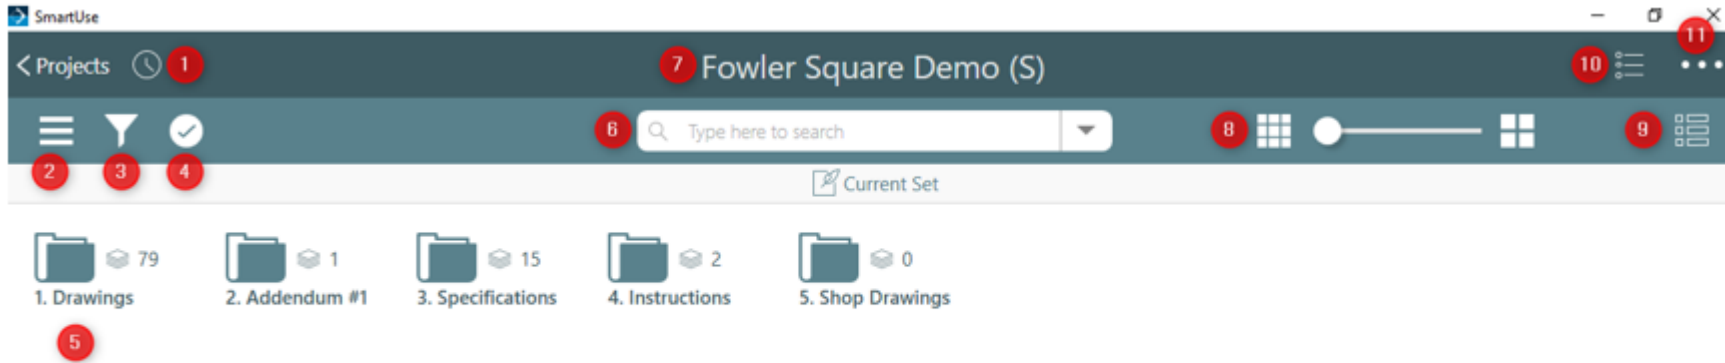 SmartUse
11
Projects 1 7 Fowler Square Demo (S) 10
6 Type here to search 8 9
2 3 4
Current Set
79 1 15 2 0
1. Drawings 2. Addendum #1 3. Specifications 4. Instructions 5. Shop Drawings
5